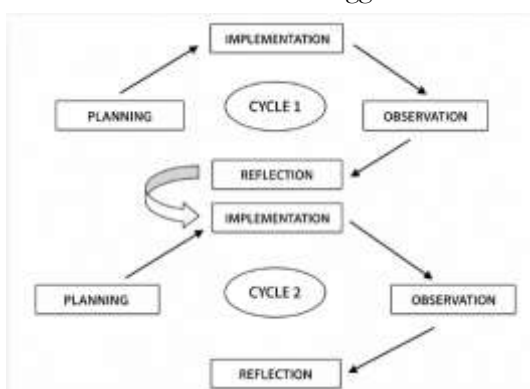 IMPLEMENTATION
CYCLE 1
PLANNING
OBSERVATION
REFLECTION
IMPLEMENTATION
CYCLE 2
PLANNING
OBSERVATION
REFLECTION